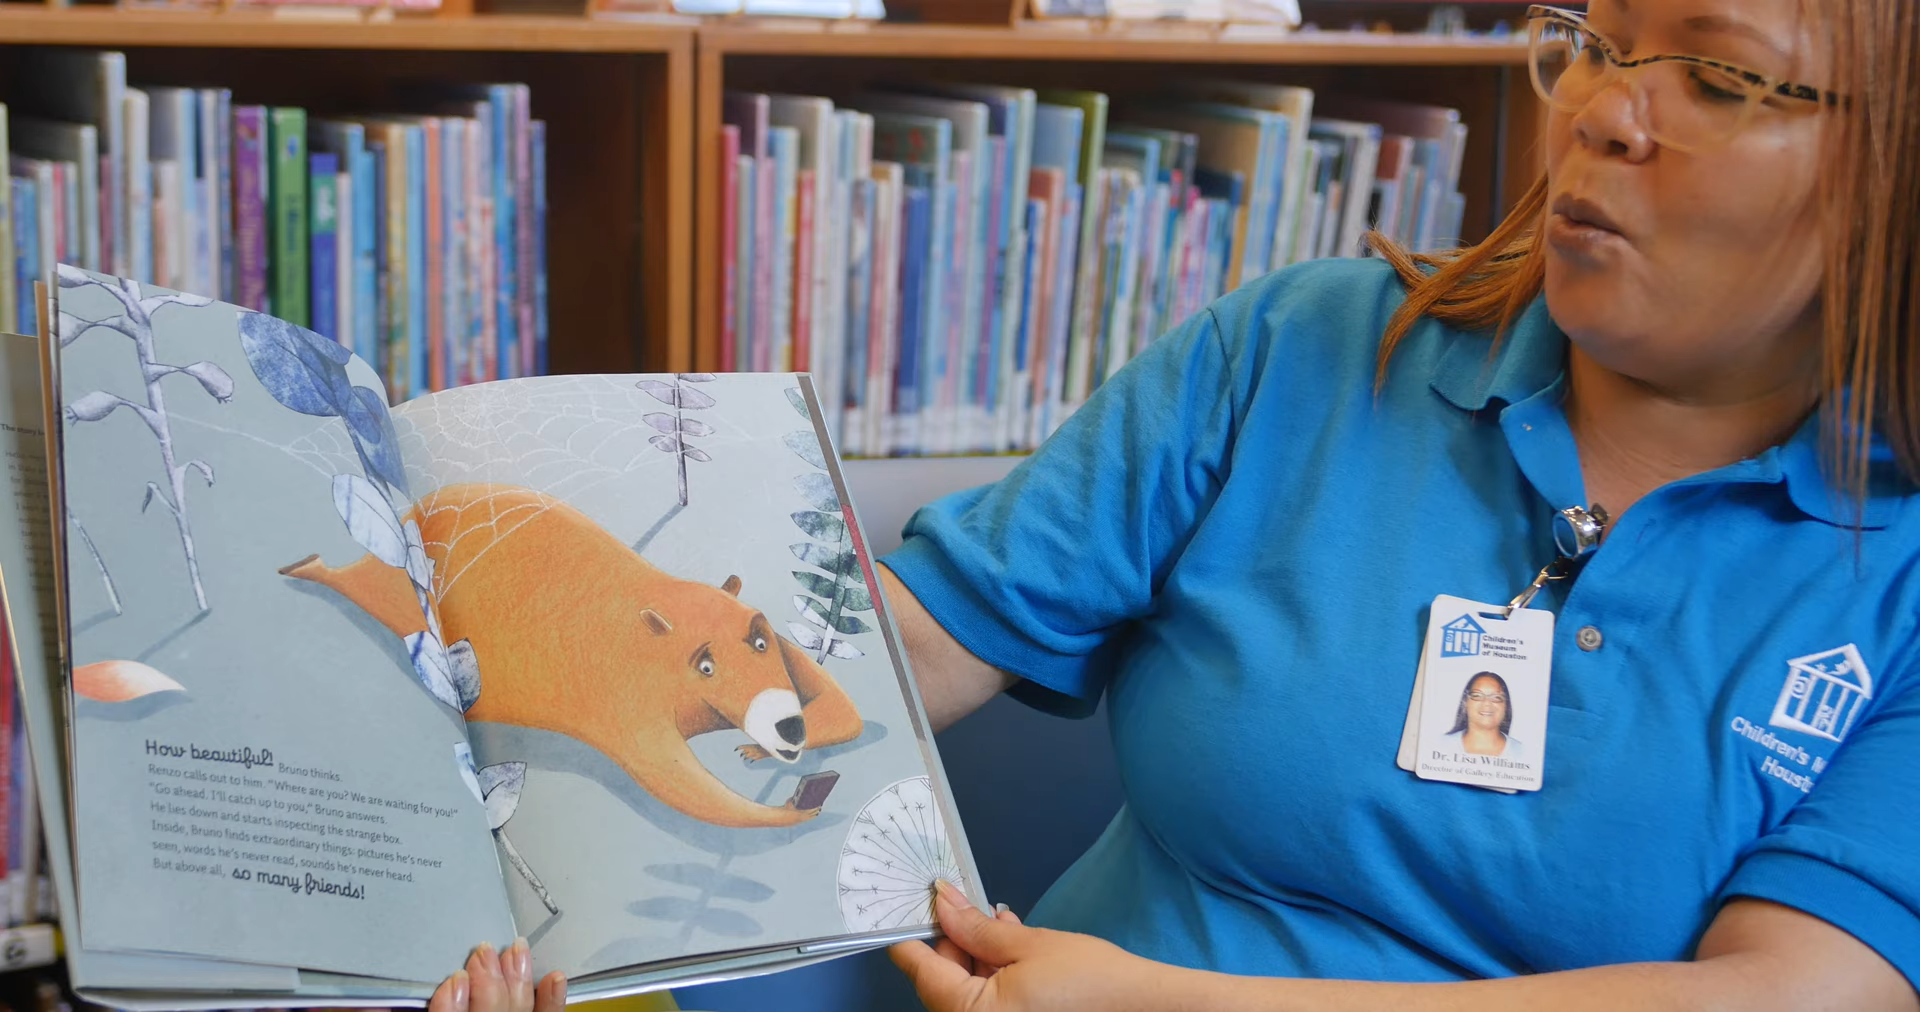 How beautiful! Bruno thinks.
Renzo calls out to him. "Where are you? We are waiting for you!"
"Go ahead. I'll catch up to you," Bruno answers.
He lies down and starts inspecting the strange box.
Inside, Bruno finds extraordinary things: pictures he's never
seen, words he's never read, sounds he's never heard.
But above all, so many friends!
Children's
Museum
of Houston
Dr. Lisa Williams
Director of Gallery Education
Children's M
Houst